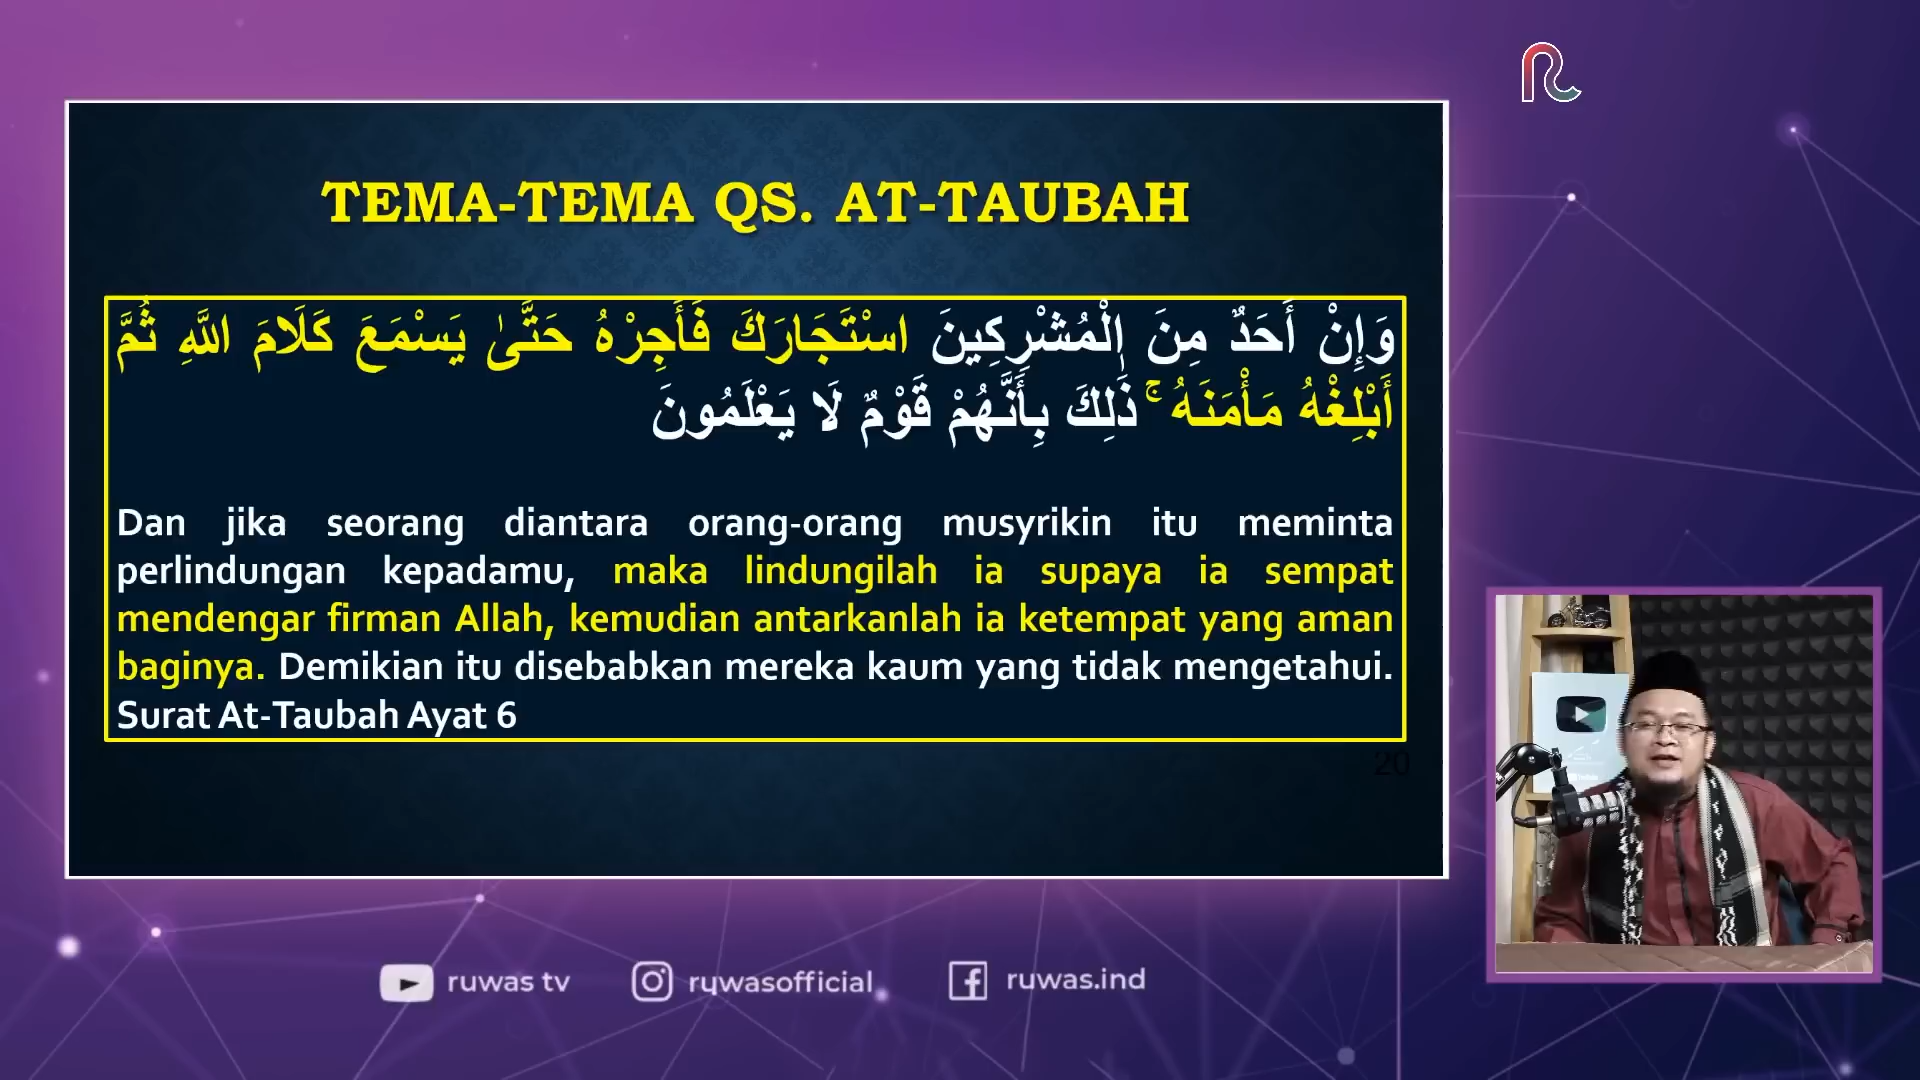 TEMA-TEMA QS. AT-TAUBAH
وَإِنْ أَحَدٌ مِنَ الْمُشْرِكِينَ اسْتَجَارَكَ فَأَجِرْهُ حَتَّىٰ يَسْمَعَ كَلَامَ اللَّهِ ثُمَّ
أَبْلِغْهُ مَأْمَنَهُ ۚ ذَٰلِكَ بِأَنَّهُمْ قَوْمٌ لَا يَعْلَمُونَ
Dan jika seorang diantara orang-orang musyrikin itu meminta
perlindungan kepadamu, maka lindungilah ia supaya ia sempat
mendengar firman Allah, kemudian antarkanlah ia ketempat yang aman
baginya. Demikian itu disebabkan mereka kaum yang tidak mengetahui.
Surat At-Taubah Ayat 6
20
ruwas tv
ruwasofficial
ruwas.ind